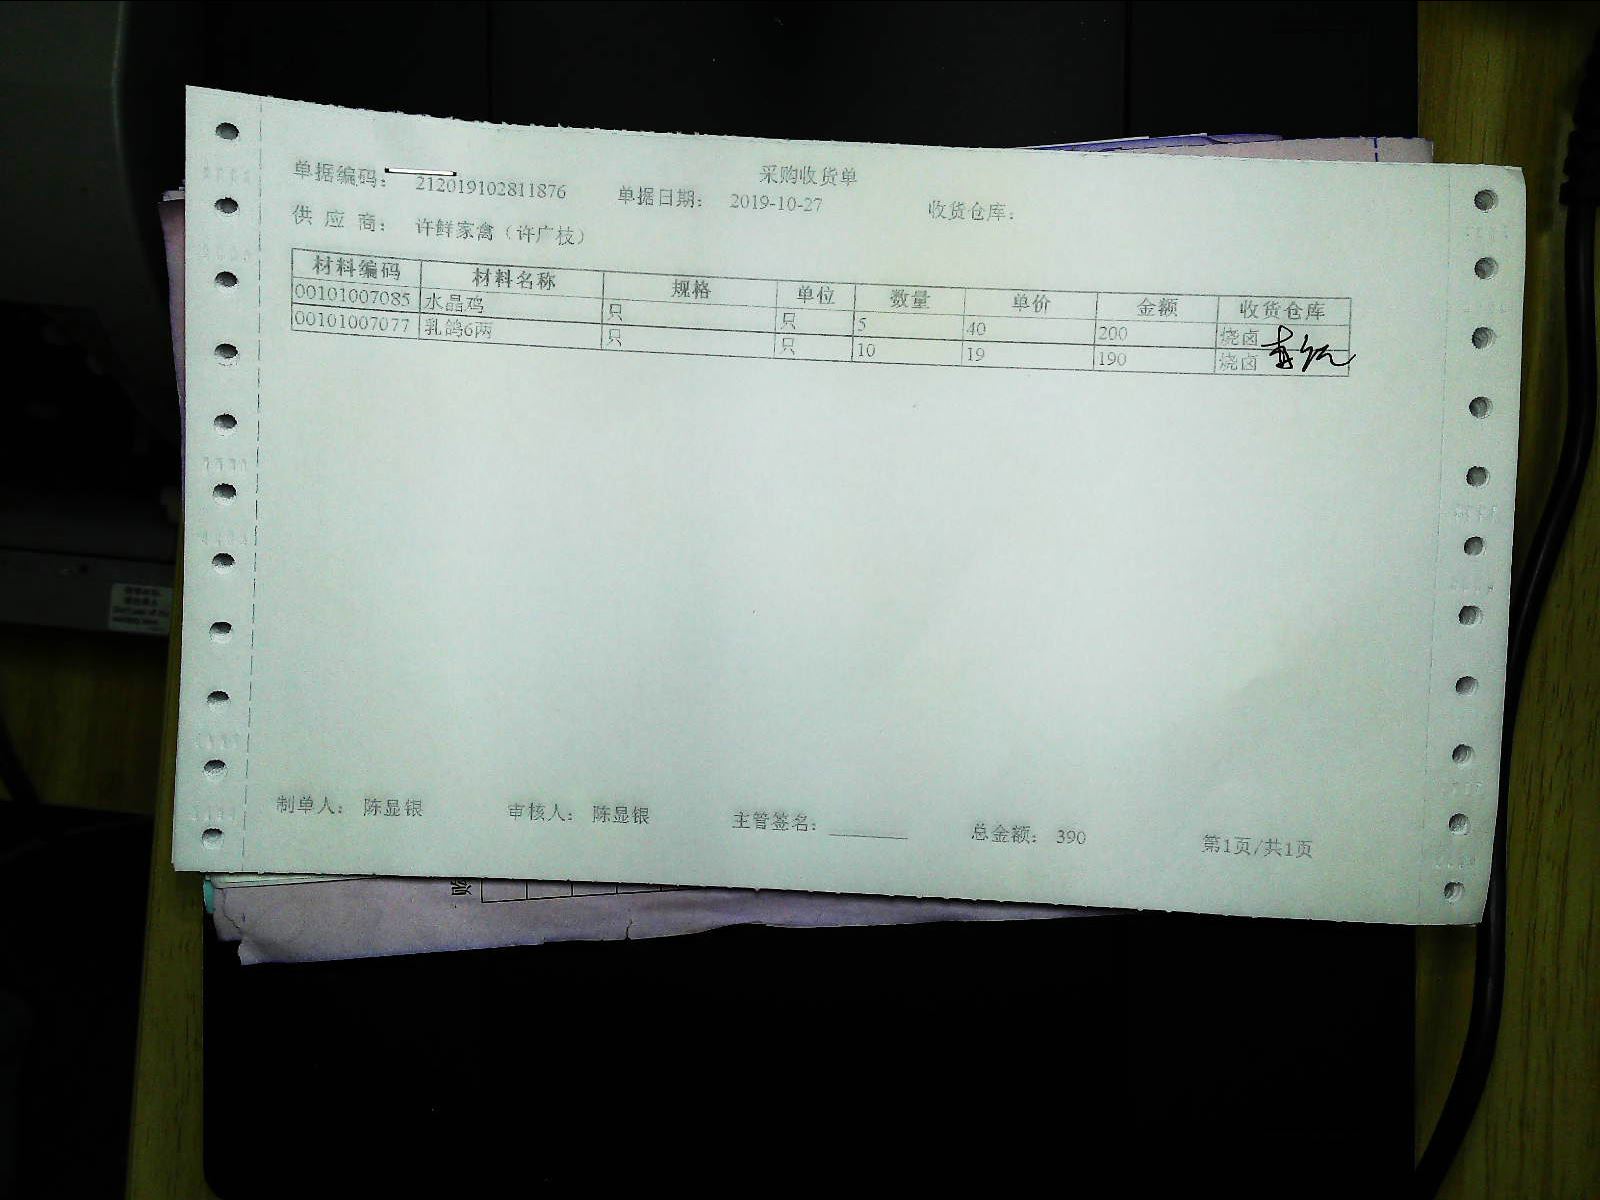 采购收货单
单据编码： 212019102811876 单据日期： 2019-10-27 收货仓库：
供 应 商： 许鲜家禽（许广枝）
材料编码 材料名称 规格 单位 数量 单价 金额 收货仓库
00101007085 水晶鸡 只 只 5 40 200 烧卤
00101007077 乳鸽6两 只 只 10 19 190 烧卤
制单人： 陈显银 审核人： 陈显银 主管签名： 总金额： 390 第1页/共1页